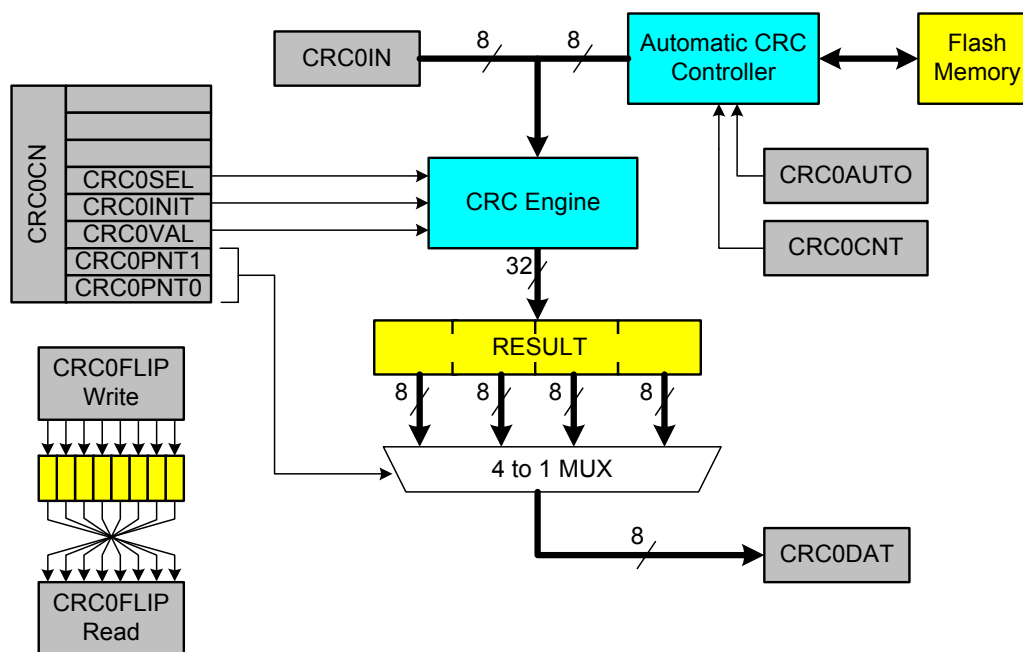 CRC0IN
8
8
Automatic CRC
Controller
Flash
Memory
CRC0CN
CRC0SEL
CRC0INIT
CRC0VAL
CRC0PNT1
CRC0PNT0
CRC Engine
CRC0AUTO
CRC0CNT
32
RESULT
8
8
8
8
4 to 1 MUX
8
CRC0DAT
CRC0FLIP
Write
CRC0FLIP
Read